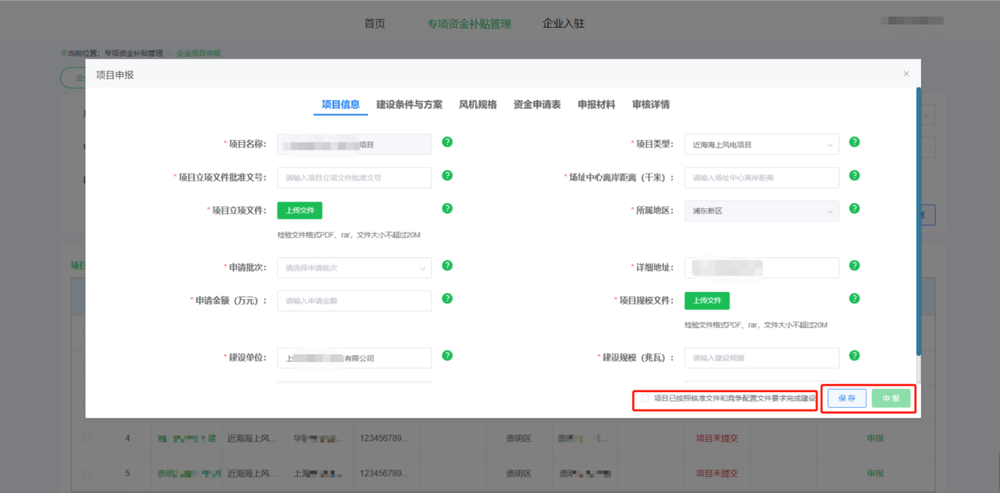 首页 专项资金补贴管理 企业入驻
当前位置：专项资金补贴管理 > 企业项目申报
项目申报 ×
项目信息 建设条件与方案 风机规格 资金申请表 申报材料 审核详情
* 项目名称： 项目 ? * 项目类型： 近海海上风电项目 ?
* 项目立项文件批准文号： 请输入项目立项文件批准文号 ? * 场址中心离岸距离（千米）： 请输入场址中心离岸距离 ?
* 项目立项文件： 上传文件 ? * 所属地区： 浦东新区 ?
检验文件格式PDF、rar，文件大小不超过20M
* 申请批次： 请选择申请批次 ? * 详细地址： ?
* 申请金额（万元）： 请输入申请金额 ? * 项目规模文件： 上传文件 ?
检验文件格式PDF、rar，文件大小不超过20M
* 建设单位： 上 有限公司 ? * 建设规模（兆瓦）： 请输入建设规模 ?
项目已按照核准文件和竞争配置文件要求完成建设 保存 申报
4 近海海上风... 123456789... 崇明区 项目未提交 申报
5 崇明 近海海上风... 上海 123456789... 崇明区 项目未提交 申报